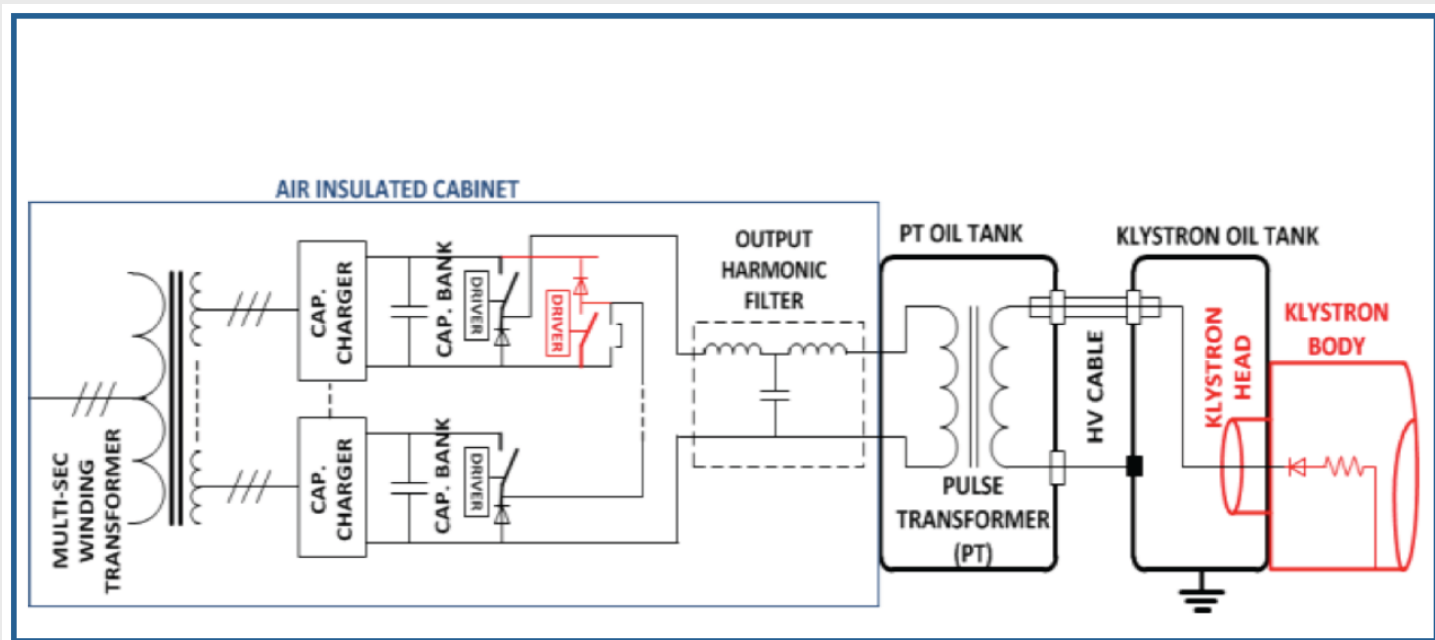 AIR INSULATED CABINET
MULTI-SEC
WINDING
TRANSFORMER
CAP.
CHARGER
CAP. BANK
DRIVER
DRIVER
CAP.
CHARGER
CAP. BANK
DRIVER
OUTPUT
HARMONIC
FILTER
PT OIL TANK
PULSE
TRANSFORMER
(PT)
HV CABLE
KLYSTRON OIL TANK
KLYSTRON
HEAD
KLYSTRON
BODY